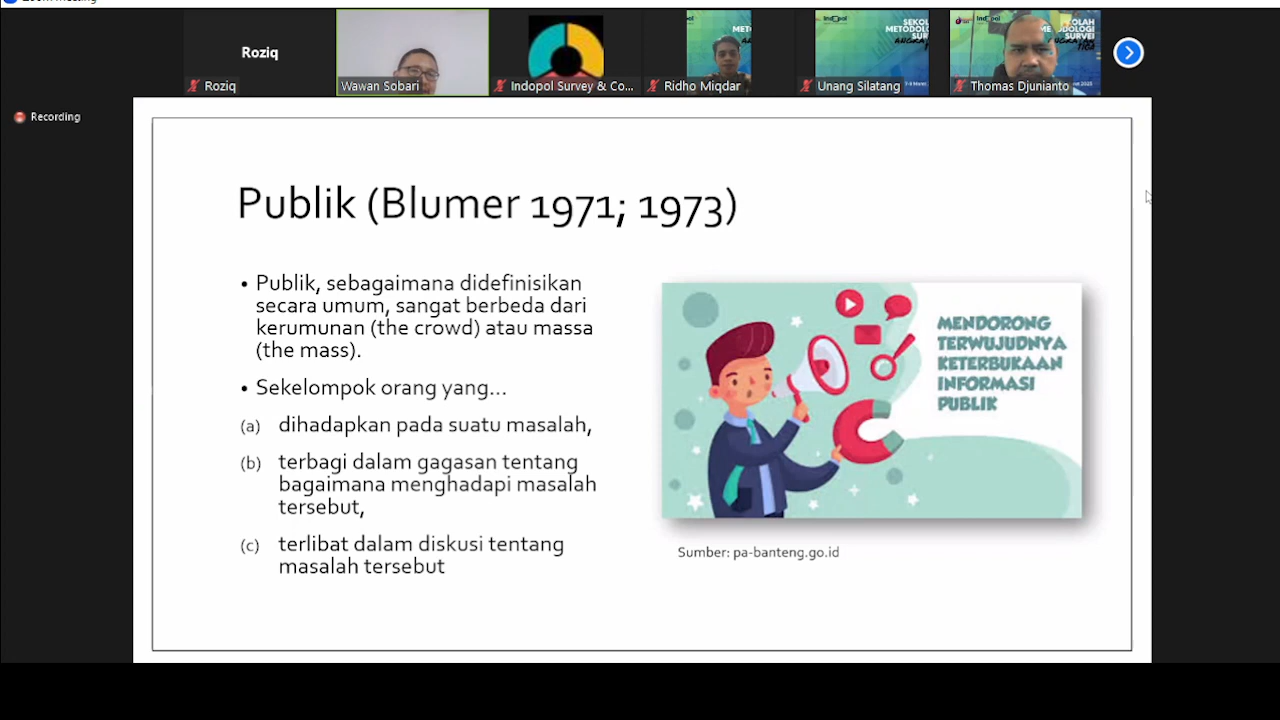 Zoom Meeting
Roziq
Roziq
Wawan Sobari
Indopol Survey & Co...
Ridho Miqdar
Unang Silatang
Thomas Djunianto
Recording
Publik (Blumer 1971; 1973)
• Publik, sebagaimana didefinisikan
secara umum, sangat berbeda dari
kerumunan (the crowd) atau massa
(the mass).
• Sekelompok orang yang...
(a) dihadapkan pada suatu masalah,
(b) terbagi dalam gagasan tentang
bagaimana menghadapi masalah
tersebut,
(c) terlibat dalam diskusi tentang
masalah tersebut
MENDORONG
TERWUJUDNYA
KETERBUKAAN
INFORMASI
PUBLIK
Sumber: pa-banteng.go.id